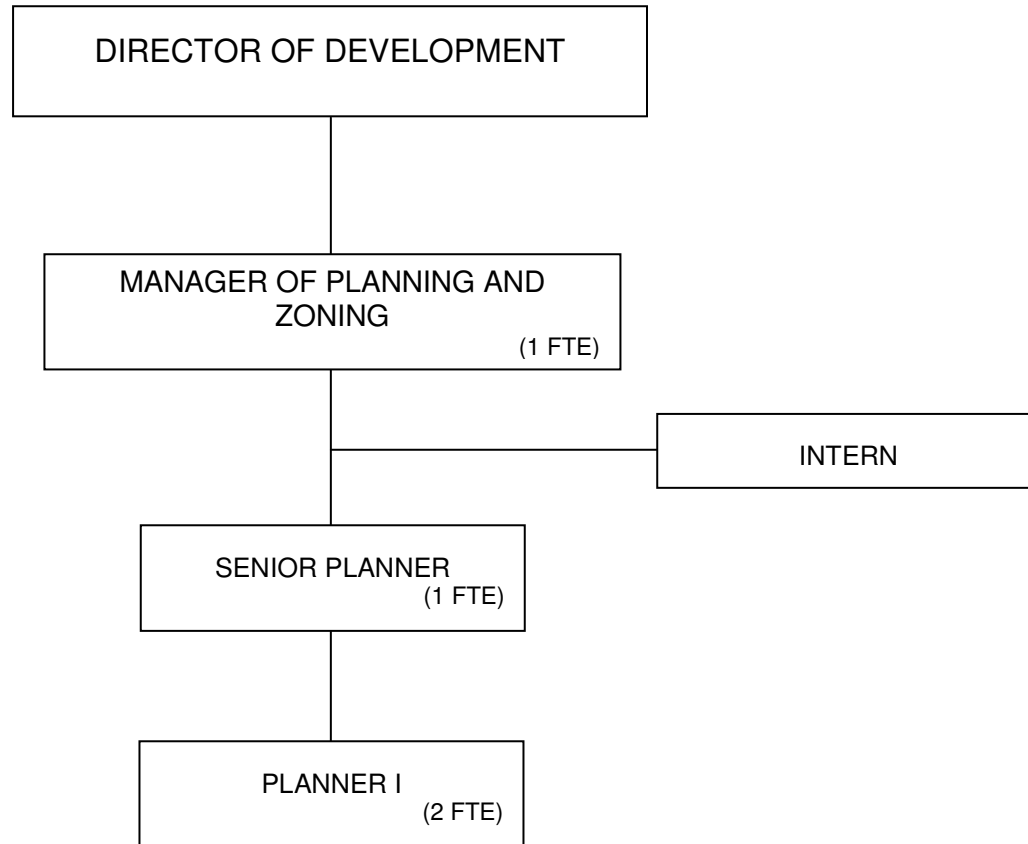 DIRECTOR OF DEVELOPMENT
MANAGER OF PLANNING AND
ZONING
(1 FTE)
INTERN
SENIOR PLANNER
(1 FTE)
PLANNER I
(2 FTE)